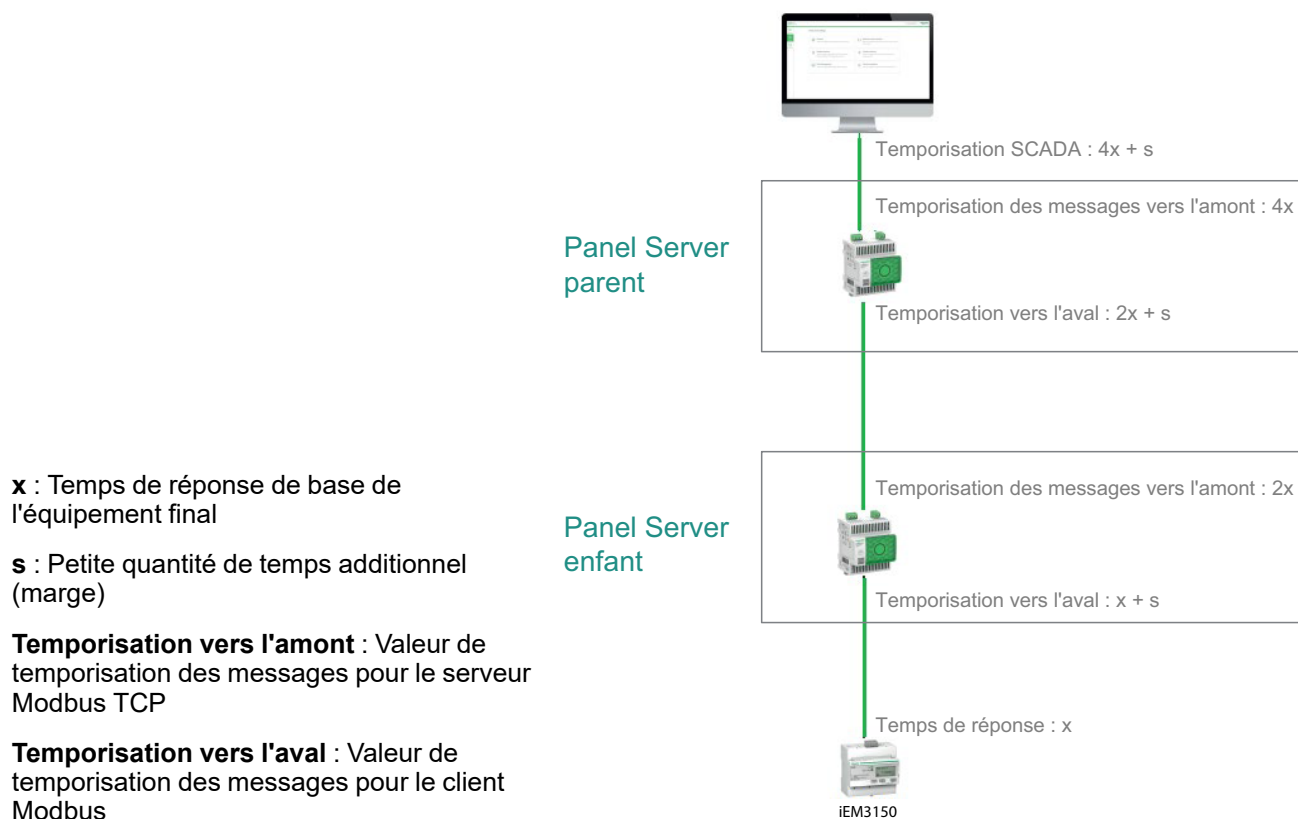 Temporisation SCADA : 4x + s
Temporisation des messages vers l'amont : 4x
Panel Server
parent
Temporisation vers l'aval : 2x + s
x : Temps de réponse de base de
l'équipement final
s : Petite quantité de temps additionnel
(marge)
Temporisation vers l'amont : Valeur de
temporisation des messages pour le serveur
Modbus TCP
Temporisation vers l'aval : Valeur de
temporisation des messages pour le client
Modbus
Temporisation des messages vers l'amont : 2x
Panel Server
enfant
Temporisation vers l'aval : x + s
Temps de réponse : x
iEM3150